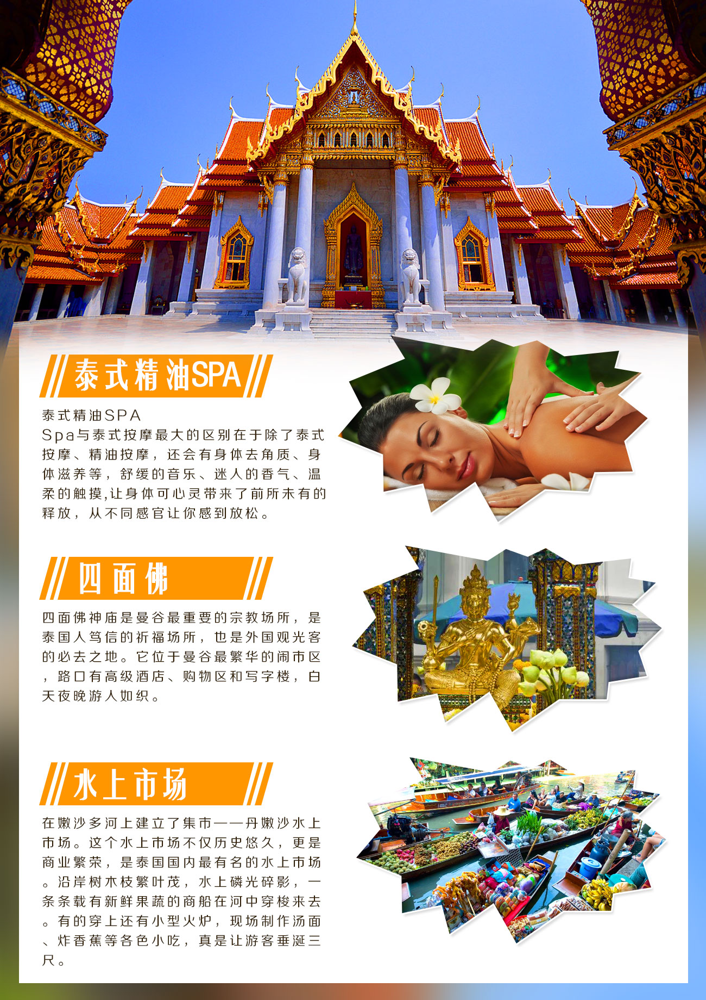 泰式精油SPA
泰式精油SPA
Spa与泰式按摩最大的区别在于除了泰式
按摩、精油按摩，还会有身体去角质、身
体滋养等，舒缓的音乐、迷人的香气、温
柔的触摸,让身体可心灵带来了前所未有的
释放，从不同感官让你感到放松。
四面佛
四面佛神庙是曼谷最重要的宗教场所，是
泰国人笃信的祈福场所，也是外国观光客
的必去之地。它位于曼谷最繁华的闹市区
，路口有高级酒店、购物区和写字楼，白
天夜晚游人如织。
水上市场
在嫩沙多河上建立了集市——丹嫩沙水上
市场。这个水上市场不仅历史悠久，更是
商业繁荣，是泰国国内最有名的水上市场
。沿岸树木枝繁叶茂，水上磷光碎影，一
条条载有新鲜果蔬的商船在河中穿梭来去
。有的穿上还有小型火炉，现场制作汤面
、炸香蕉等各色小吃，真是让游客垂涎三
尺。